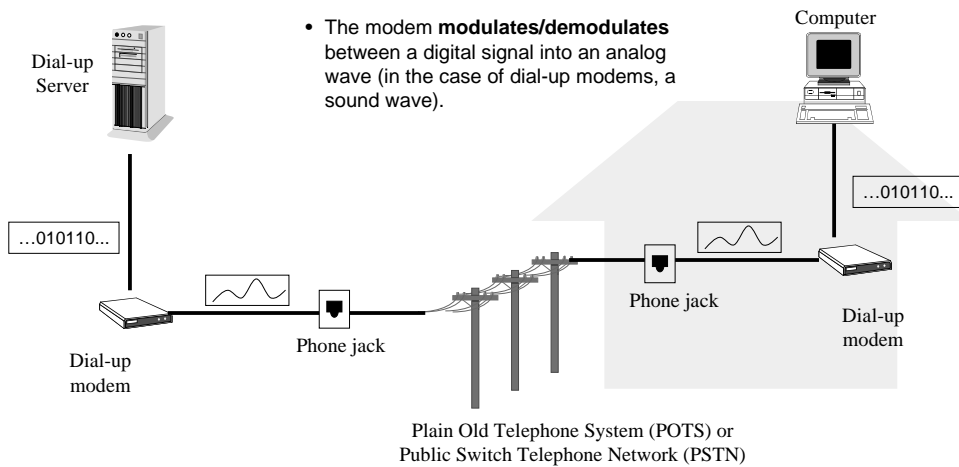 • The modem modulates/demodulates
between a digital signal into an analog
wave (in the case of dial-up modems, a
sound wave).
Dial-up
Server
Computer
…010110...
…010110...
Phone jack
Phone jack
Dial-up
modem
Dial-up
modem
Plain Old Telephone System (POTS) or
Public Switch Telephone Network (PSTN)